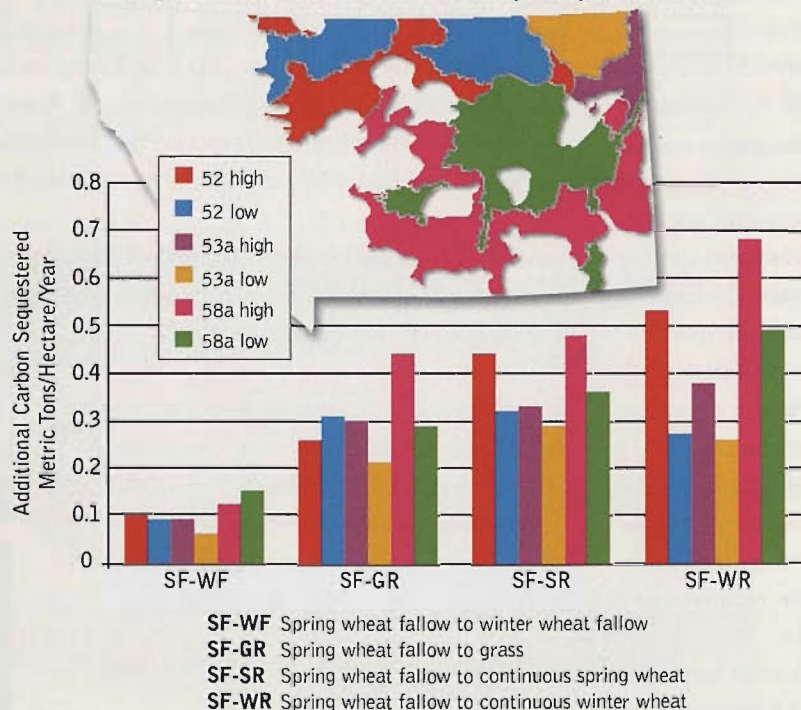 52 high
52 low
53a high
53a low
58a high
58a low
Additional Carbon Sequestered
Metric Tons/Hectare/Year
0.8
0.7
0.6
0.5
0.4
0.3
0.2
0.1
0
SF-WF
SF-GR
SF-SR
SF-WR
SF-WF Spring wheat fallow to winter wheat fallow
SF-GR Spring wheat fallow to grass
SF-SR Spring wheat fallow to continuous spring wheat
SF-WR Spring wheat fallow to continuous winter wheat